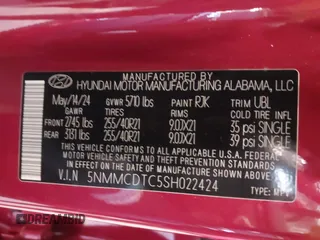 MANUFACTURED BY
HYUNDAI MOTOR MANUFACTURING ALABAMA, LLC
May/14/24 GVWR 5710 lbs PAINT R7K TRIM UBL
GAWR TIRES RIMS COLD TIRE INFL
FRONT 2745 lbs 255/40R21 9.0JX21 35 psi SINGLE
REAR 3131 lbs 255/40R21 9.0JX21 39 psi SINGLE
THIS VEHICLE CONFORMS TO ALL APPLICABLE U.S. FEDERAL
SAFETY AND THEFT PREVENTION STANDARDS IN EFFECT
ON THE DATE OF MANUFACTURE SHOWN ABOVE.
V.I.N 5NMMCDTC5SH022424 TYPE: MPV
DREAMBID